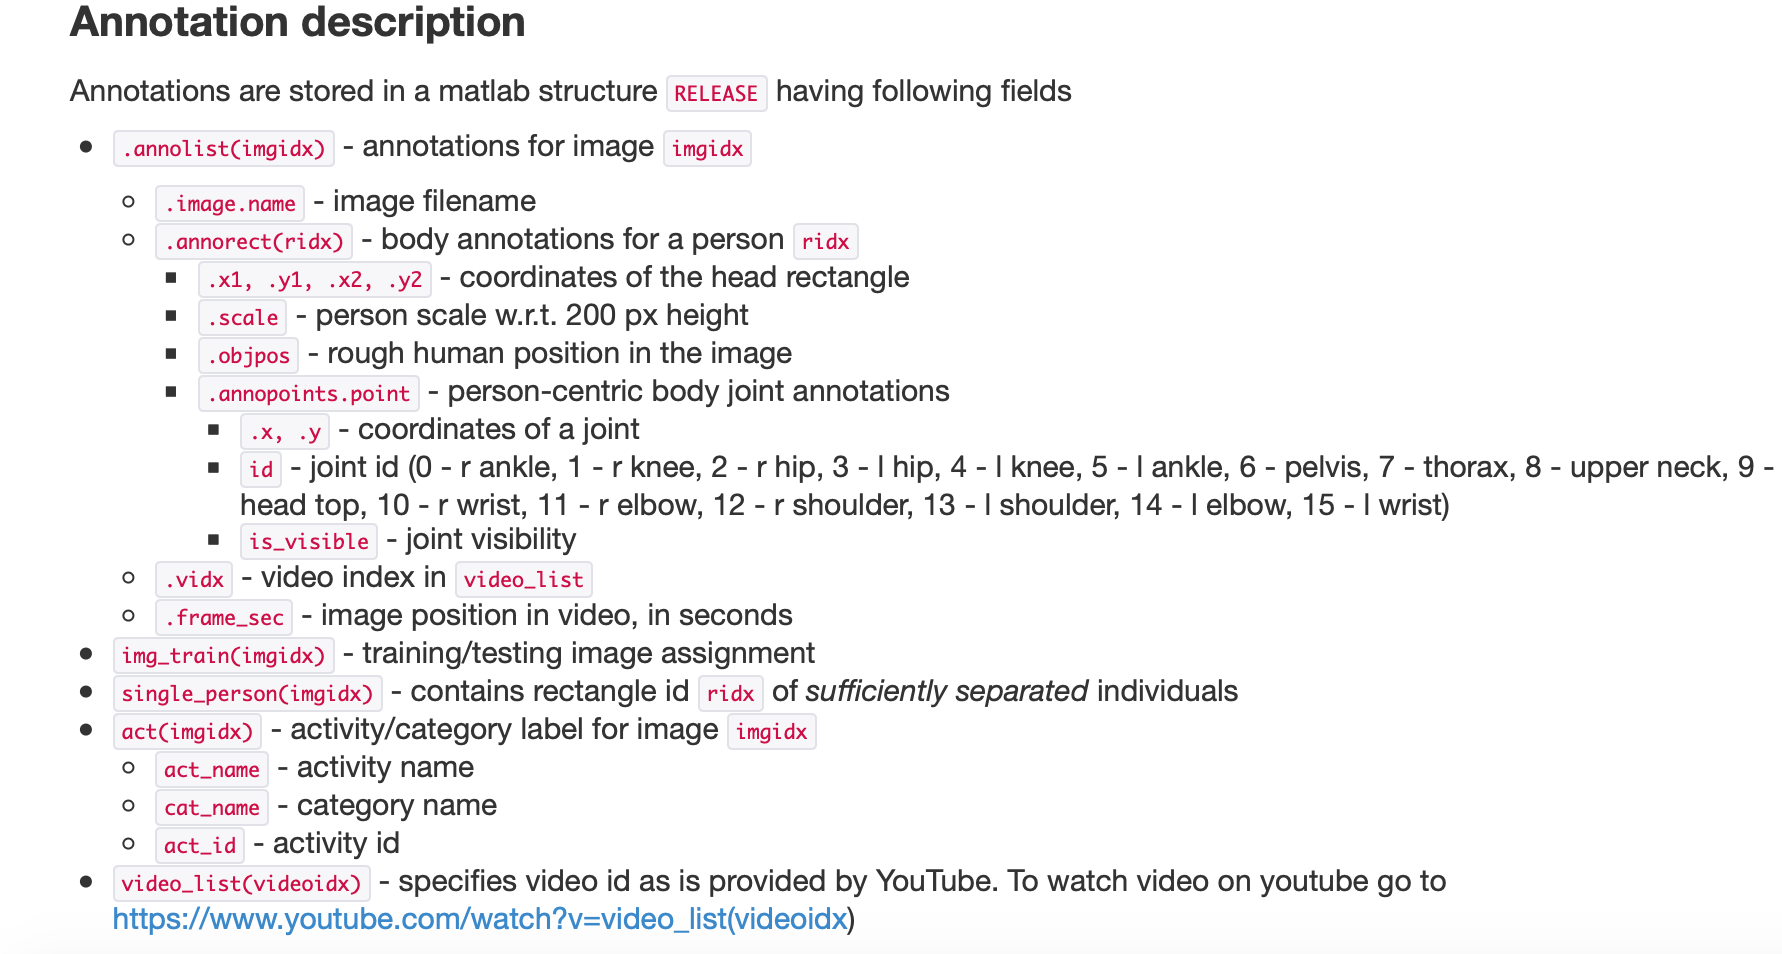 Annotation description
Annotations are stored in a matlab structure RELEASE having following fields
.annolist(imgidx) - annotations for image imgidx
.image.name - image filename
.annorect(ridx) - body annotations for a person ridx
.x1, .y1, .x2, .y2 - coordinates of the head rectangle
.scale - person scale w.r.t. 200 px height
.objpos - rough human position in the image
.annopoints.point - person-centric body joint annotations
.x, .y - coordinates of a joint
id - joint id (0 - r ankle, 1 - r knee, 2 - r hip, 3 - l hip, 4 - l knee, 5 - l ankle, 6 - pelvis, 7 - thorax, 8 - upper neck, 9 -
head top, 10 - r wrist, 11 - r elbow, 12 - r shoulder, 13 - l shoulder, 14 - l elbow, 15 - l wrist)
is_visible - joint visibility
.vidx - video index in video_list
.frame_sec - image position in video, in seconds
img_train(imgidx) - training/testing image assignment
single_person(imgidx) - contains rectangle id ridx of sufficiently separated individuals
act(imgidx) - activity/category label for image imgidx
act_name - activity name
cat_name - category name
act_id - activity id
video_list(videoidx) - specifies video id as is provided by YouTube. To watch video on youtube go to
https://www.youtube.com/watch?v=video_list(videoidx)